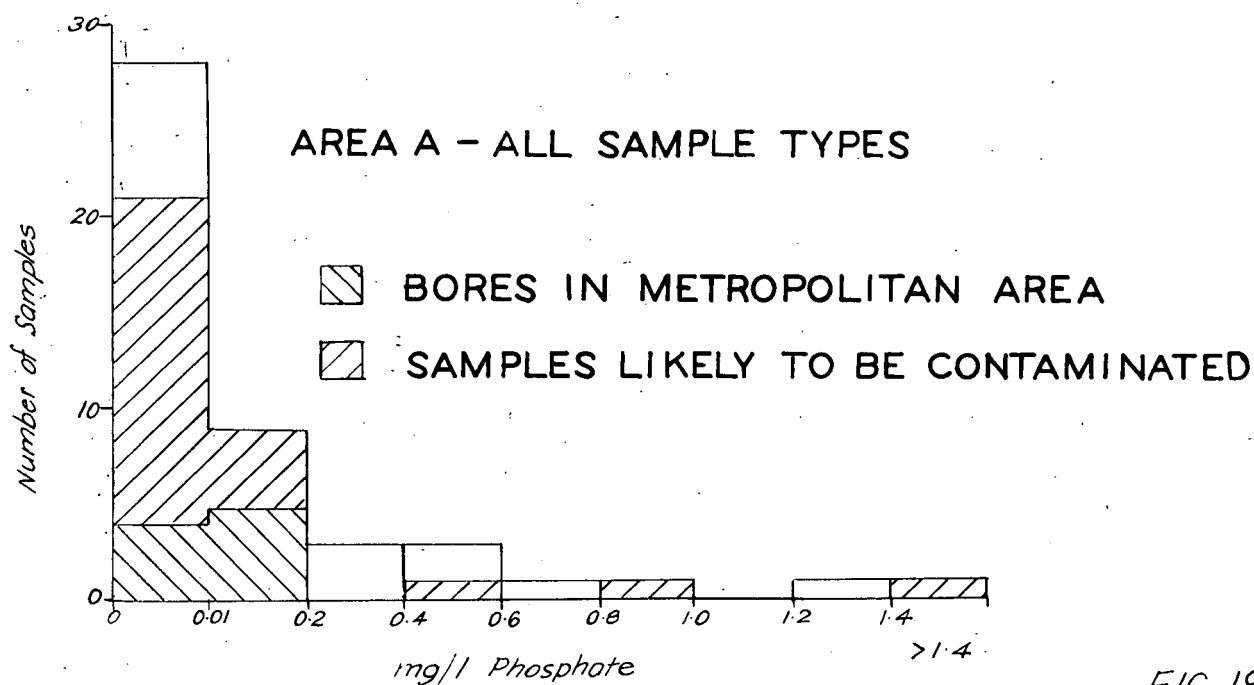 30
AREA A – ALL SAMPLE TYPES
20
Number of Samples
BORES IN METROPOLITAN AREA
SAMPLES LIKELY TO BE CONTAMINATED
10
0
0 0·01 0·2 0·4 0·6 0·8 1·0 1·2 1·4
>1·4
mg/l Phosphate
FIG 18